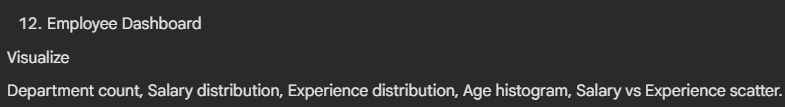 12. Employee Dashboard
Visualize
Department count, Salary distribution, Experience distribution, Age histogram, Salary vs Experience scatter.